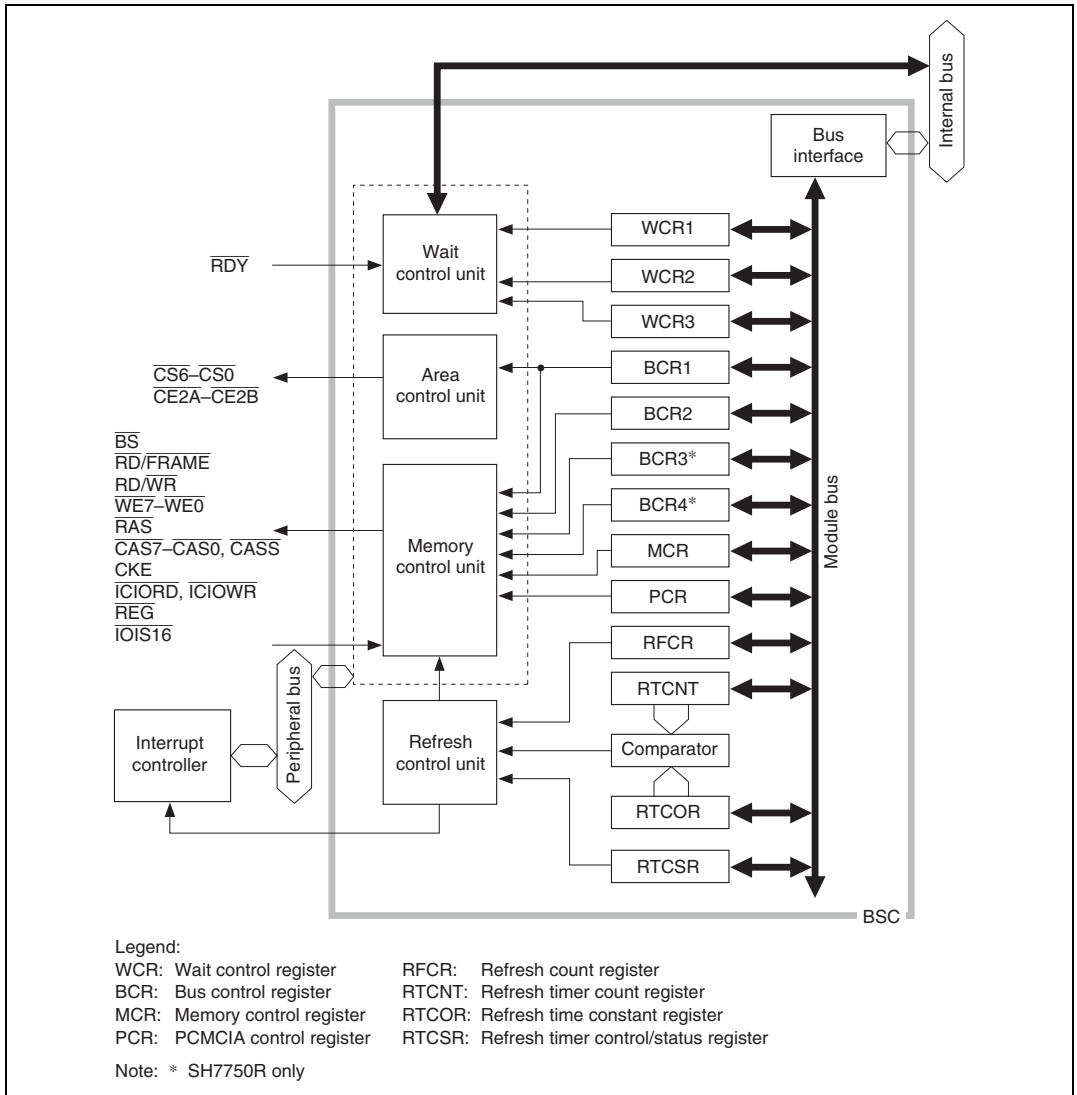 Internal bus
Bus
interface
Wait
control unit
WCR1
RDY
WCR2
WCR3
CS6–CS0
CE2A–CE2B
Area
control unit
BCR1
BCR2
BS
RD/FRAME
RD/WR
WE7–WE0
RAS
CAS7–CAS0, CASS
CKE
ICIORD, ICIOWR
REG
IOIS16
Memory
control unit
BCR3*
BCR4*
MCR
PCR
Module bus
RFCR
RTCNT
Peripheral bus
Interrupt
controller
Refresh
control unit
Comparator
RTCOR
RTCSR
BSC
Legend:
WCR: Wait control register RFCR: Refresh count register
BCR: Bus control register RTCNT: Refresh timer count register
MCR: Memory control register RTCOR: Refresh time constant register
PCR: PCMCIA control register RTCSR: Refresh timer control/status register
Note: * SH7750R only